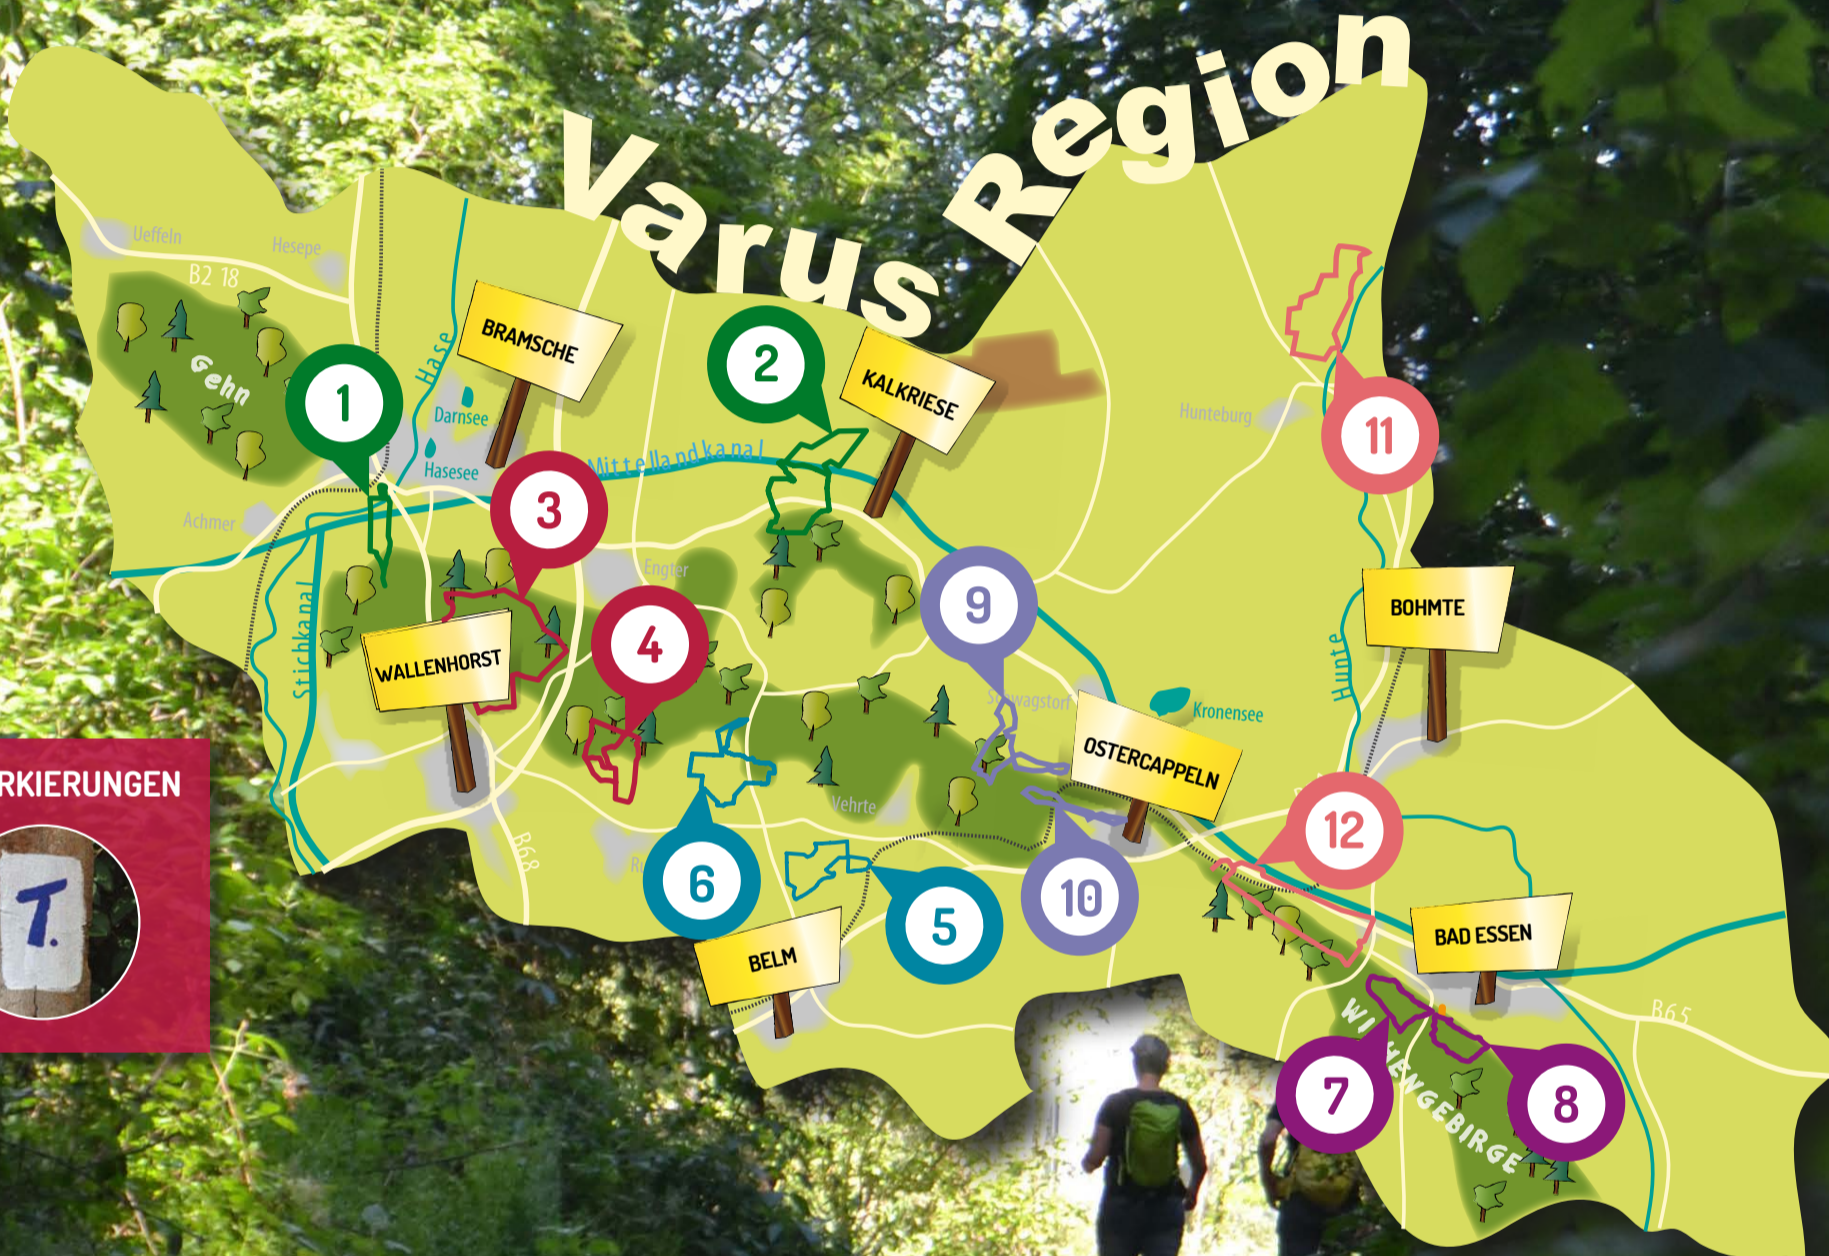 Varus Region
Ueffeln
Hesepe
B2 18
Gehn
Hase
BRAMSCHE
Darnsee
Hasesee
1
2
KALKRIESE
Mittellandkanal
Hunteburg
11
Achmer
3
Engter
Stichkanal
WALLENHORST
4
9
Schwagstorf
Kronensee
OSTERCAPPELN
BOHMTE
Hunte
RKIERUNGEN
T.
B68
Vehrte
6
5
10
12
BELM
BAD ESSEN
B65
WIEHENGEBIRGE
7
8